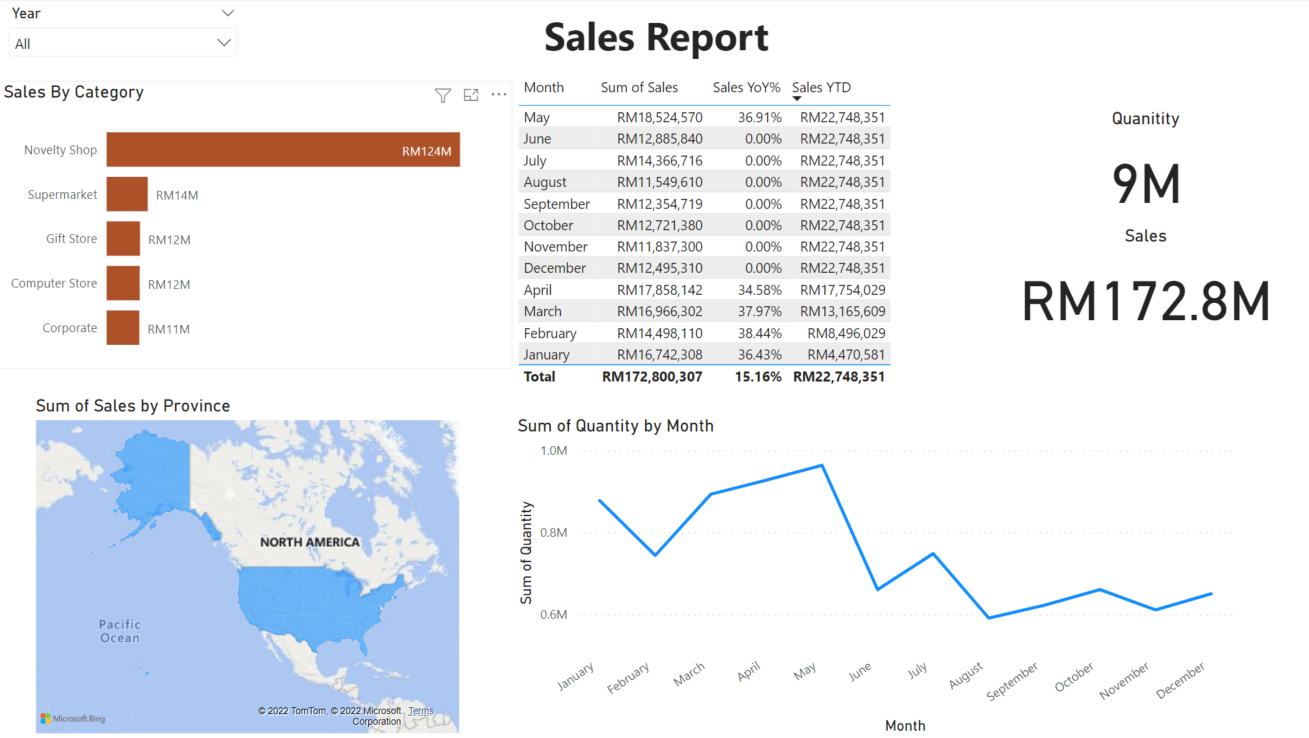 Year
All
Sales Report
Sales By Category
Novelty Shop RM124M
Supermarket RM14M
Gift Store RM12M
Computer Store RM12M
Corporate RM11M
Month Sum of Sales Sales YoY% Sales YTD
May RM18,524,570 36.91% RM22,748,351
June RM12,885,840 0.00% RM22,748,351
July RM14,366,716 0.00% RM22,748,351
August RM11,549,610 0.00% RM22,748,351
September RM12,354,719 0.00% RM22,748,351
October RM12,721,380 0.00% RM22,748,351
November RM11,837,300 0.00% RM22,748,351
December RM12,495,310 0.00% RM22,748,351
April RM17,858,142 34.58% RM17,754,029
March RM16,966,302 37.97% RM13,165,609
February RM14,498,110 38.44% RM8,496,029
January RM16,742,308 36.43% RM4,470,581
Total RM172,800,307 15.16% RM22,748,351
Quanitity
9M
Sales
RM172.8M
Sum of Sales by Province
NORTH AMERICA
Pacific
Ocean
Microsoft Bing
© 2022 TomTom, © 2022 Microsoft Terms
Corporation
Sum of Quantity by Month
Sum of Quantity
1.0M
0.8M
0.6M
January February March April May June July August September October November December
Month